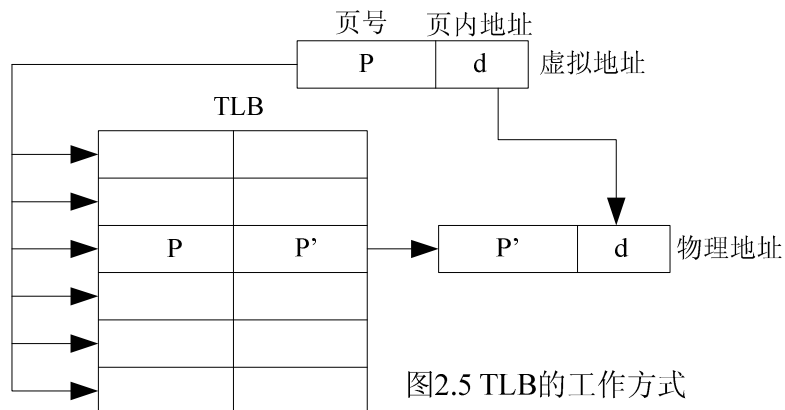 页号 页内地址
P d 虚拟地址
TLB
P P’ P’ d 物理地址
图2.5 TLB的工作方式